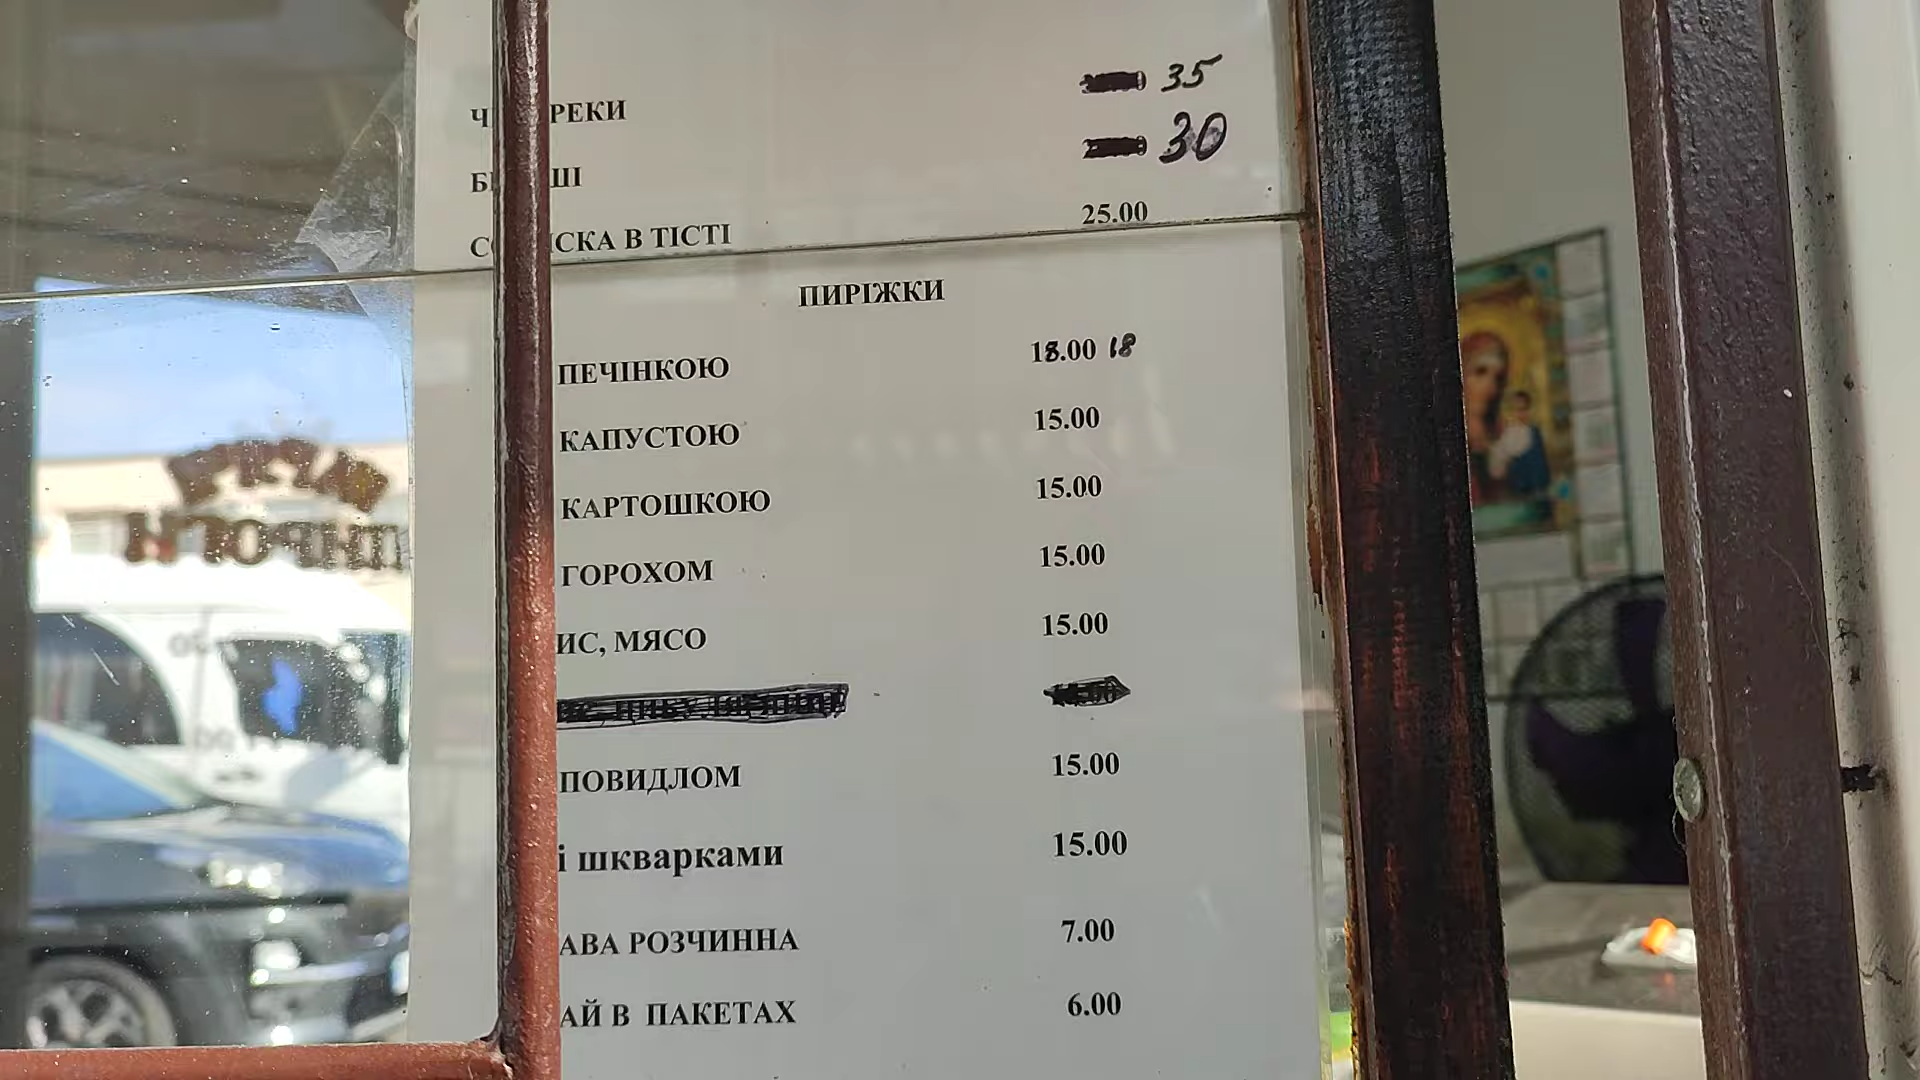 Ч РЕКИ 35
Б ШІ 30
С СКА В ТІСТІ 25.00
ПИРІЖКИ
ПЕЧІНКОЮ 18.00 18
КАПУСТОЮ 15.00
КАРТОШКОЮ 15.00
ГОРОХОМ 15.00
ИС, МЯСО 15.00
ПОВИДЛОМ 15.00
і шкварками 15.00
АВА РОЗЧИННА 7.00
АЙ В ПАКЕТАХ 6.00
ПИРОГИ